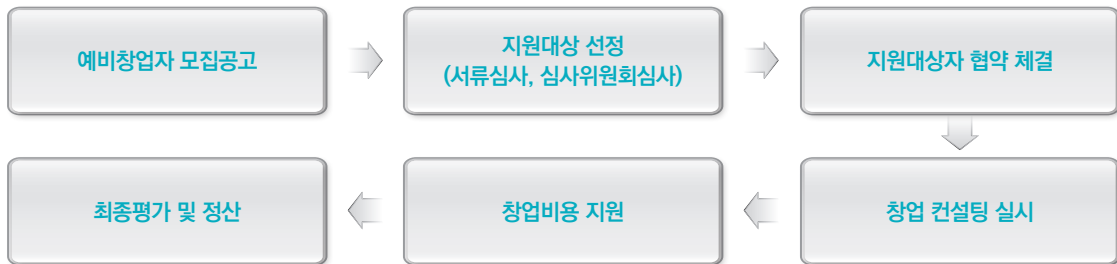 예비창업자 모집공고
지원대상 선정
(서류심사, 심사위원회심사)
지원대상자 협약 체결
창업 컨설팅 실시
창업비용 지원
최종평가 및 정산